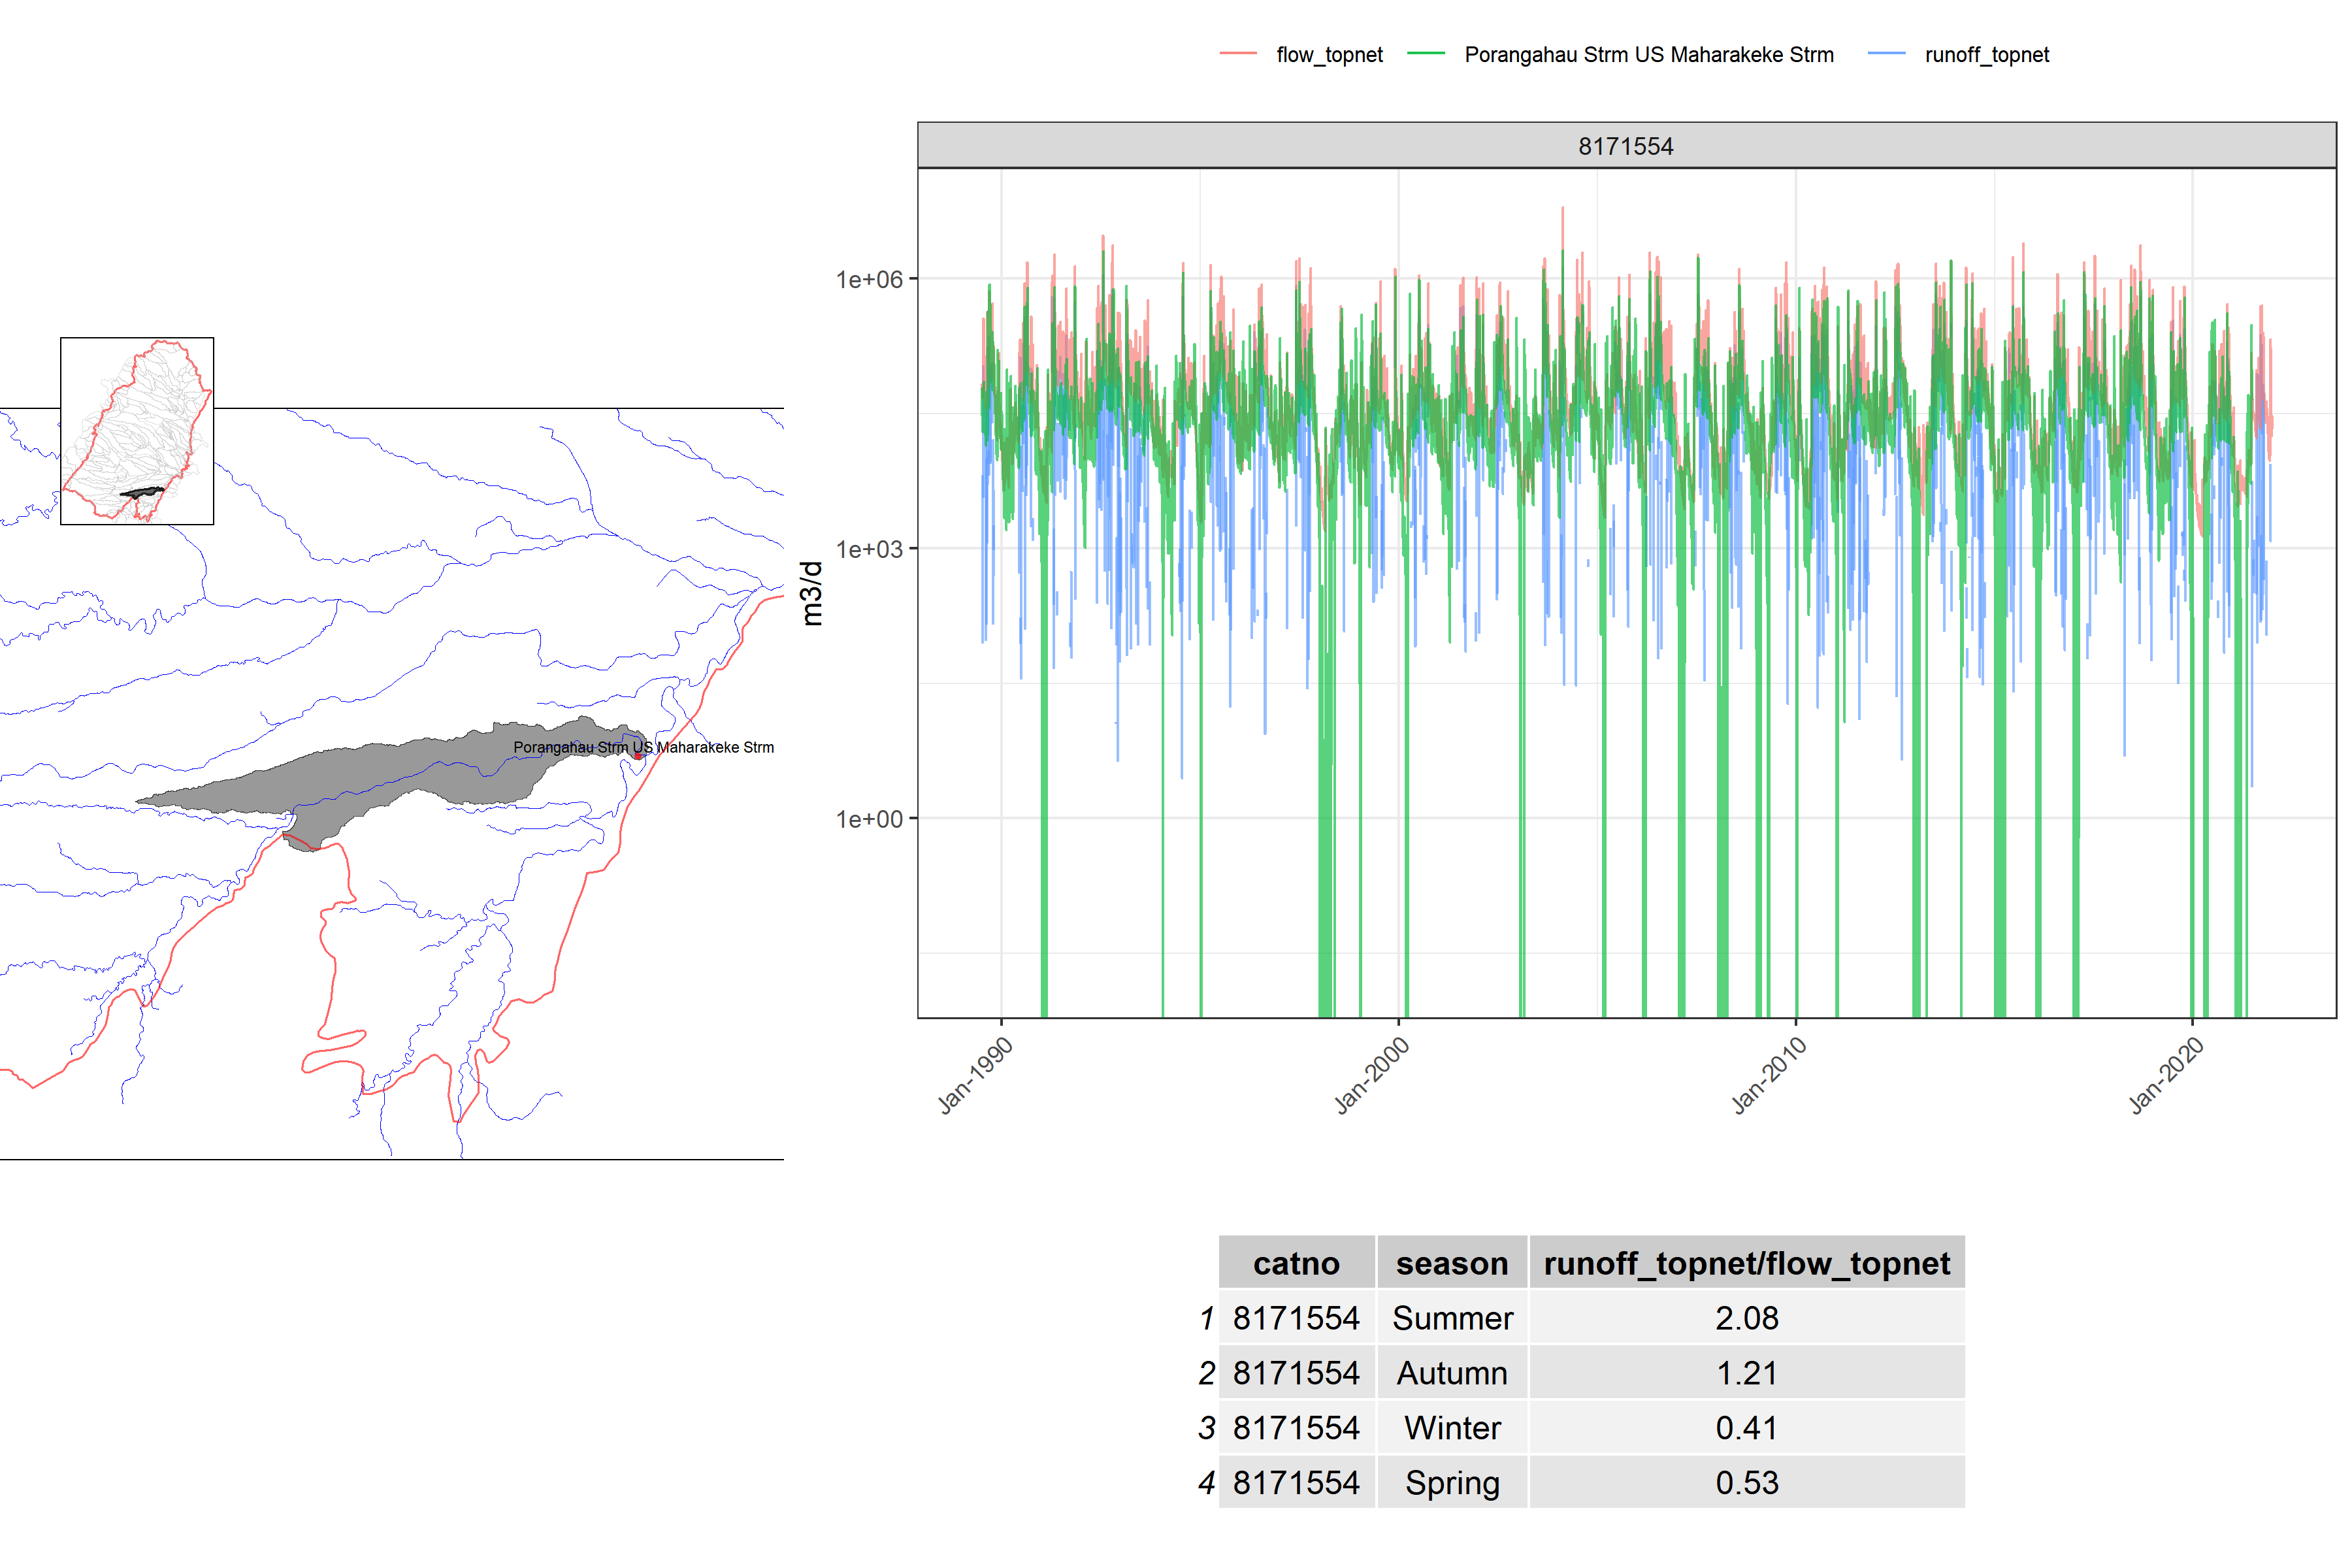 flow_topnet Porangahau Strm US Maharakeke Strm runoff_topnet
8171554
1e+06
1e+03
1e+00
m3/d
Jan-1990 Jan-2000 Jan-2010 Jan-2020
Porangahau Strm US Maharakeke Strm
catno season runoff_topnet/flow_topnet
1 8171554 Summer 2.08
2 8171554 Autumn 1.21
3 8171554 Winter 0.41
4 8171554 Spring 0.53